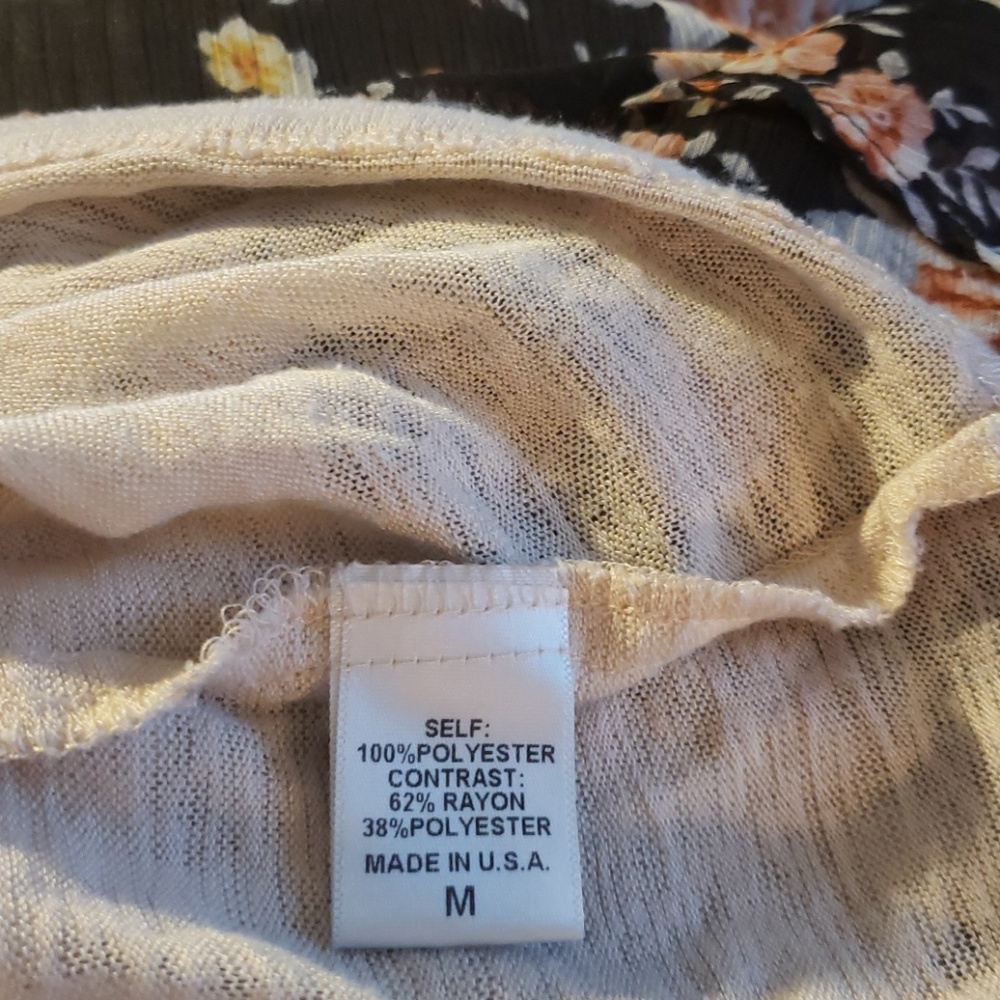 SELF:
100%POLYESTER
CONTRAST:
62% RAYON
38%POLYESTER
MADE IN U.S.A.
M